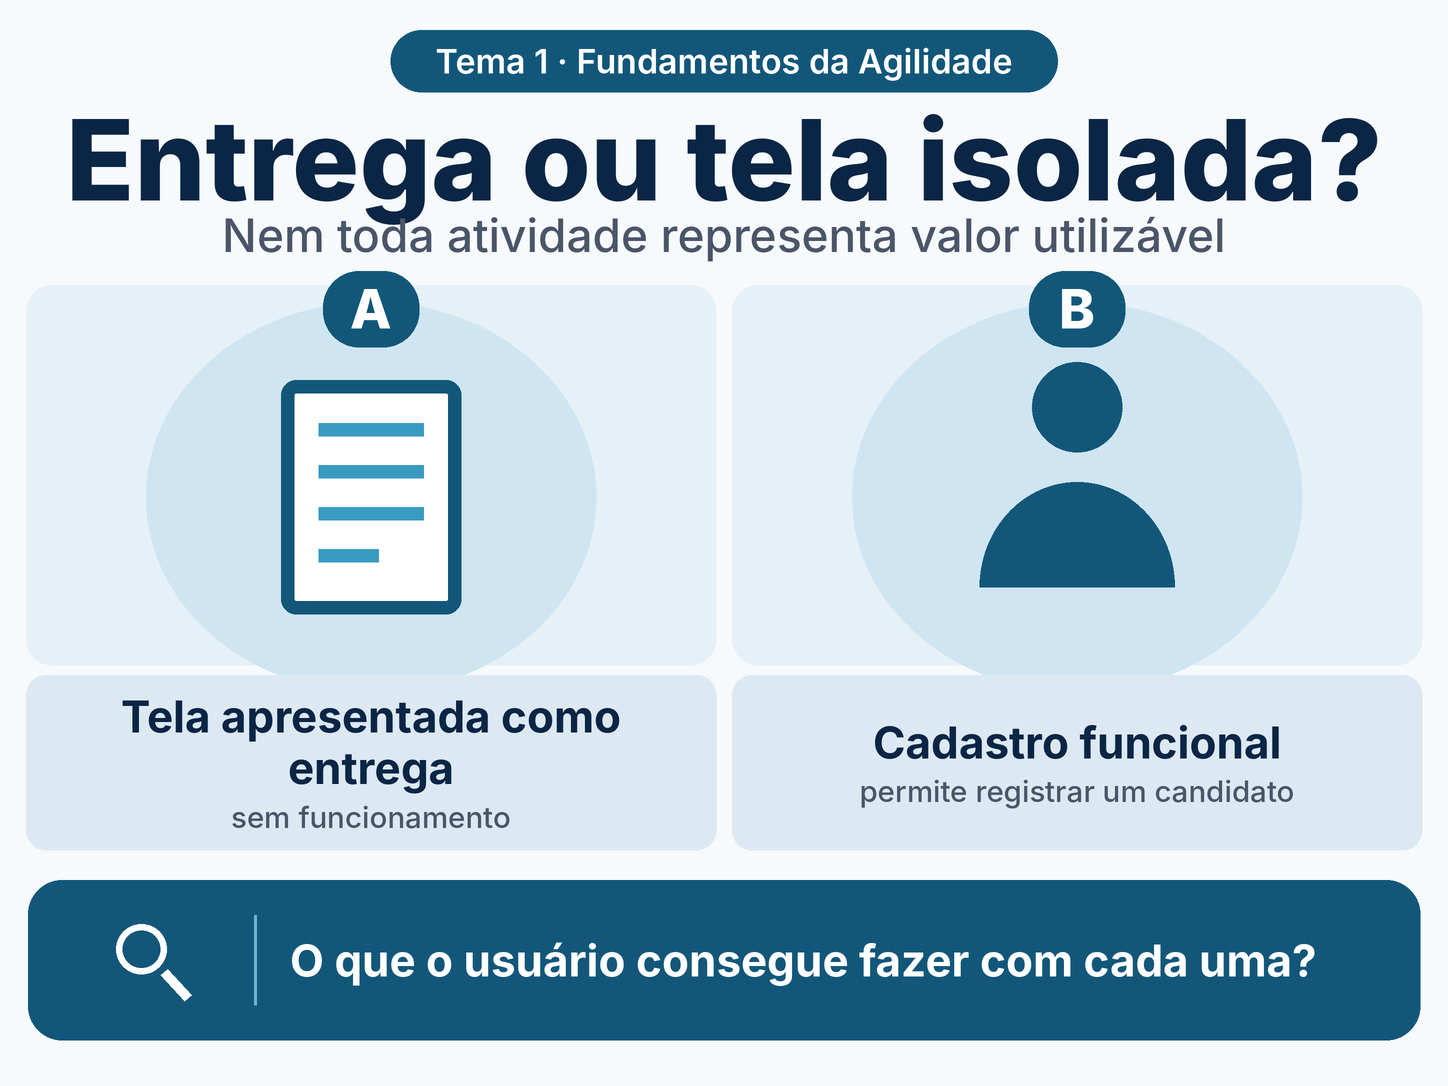 Tema 1 · Fundamentos da Agilidade
Entrega ou tela isolada?
Nem toda atividade representa valor utilizável
A
B
Tela apresentada como
entrega
sem funcionamento
Cadastro funcional
permite registrar um candidato
O que o usuário consegue fazer com cada uma?